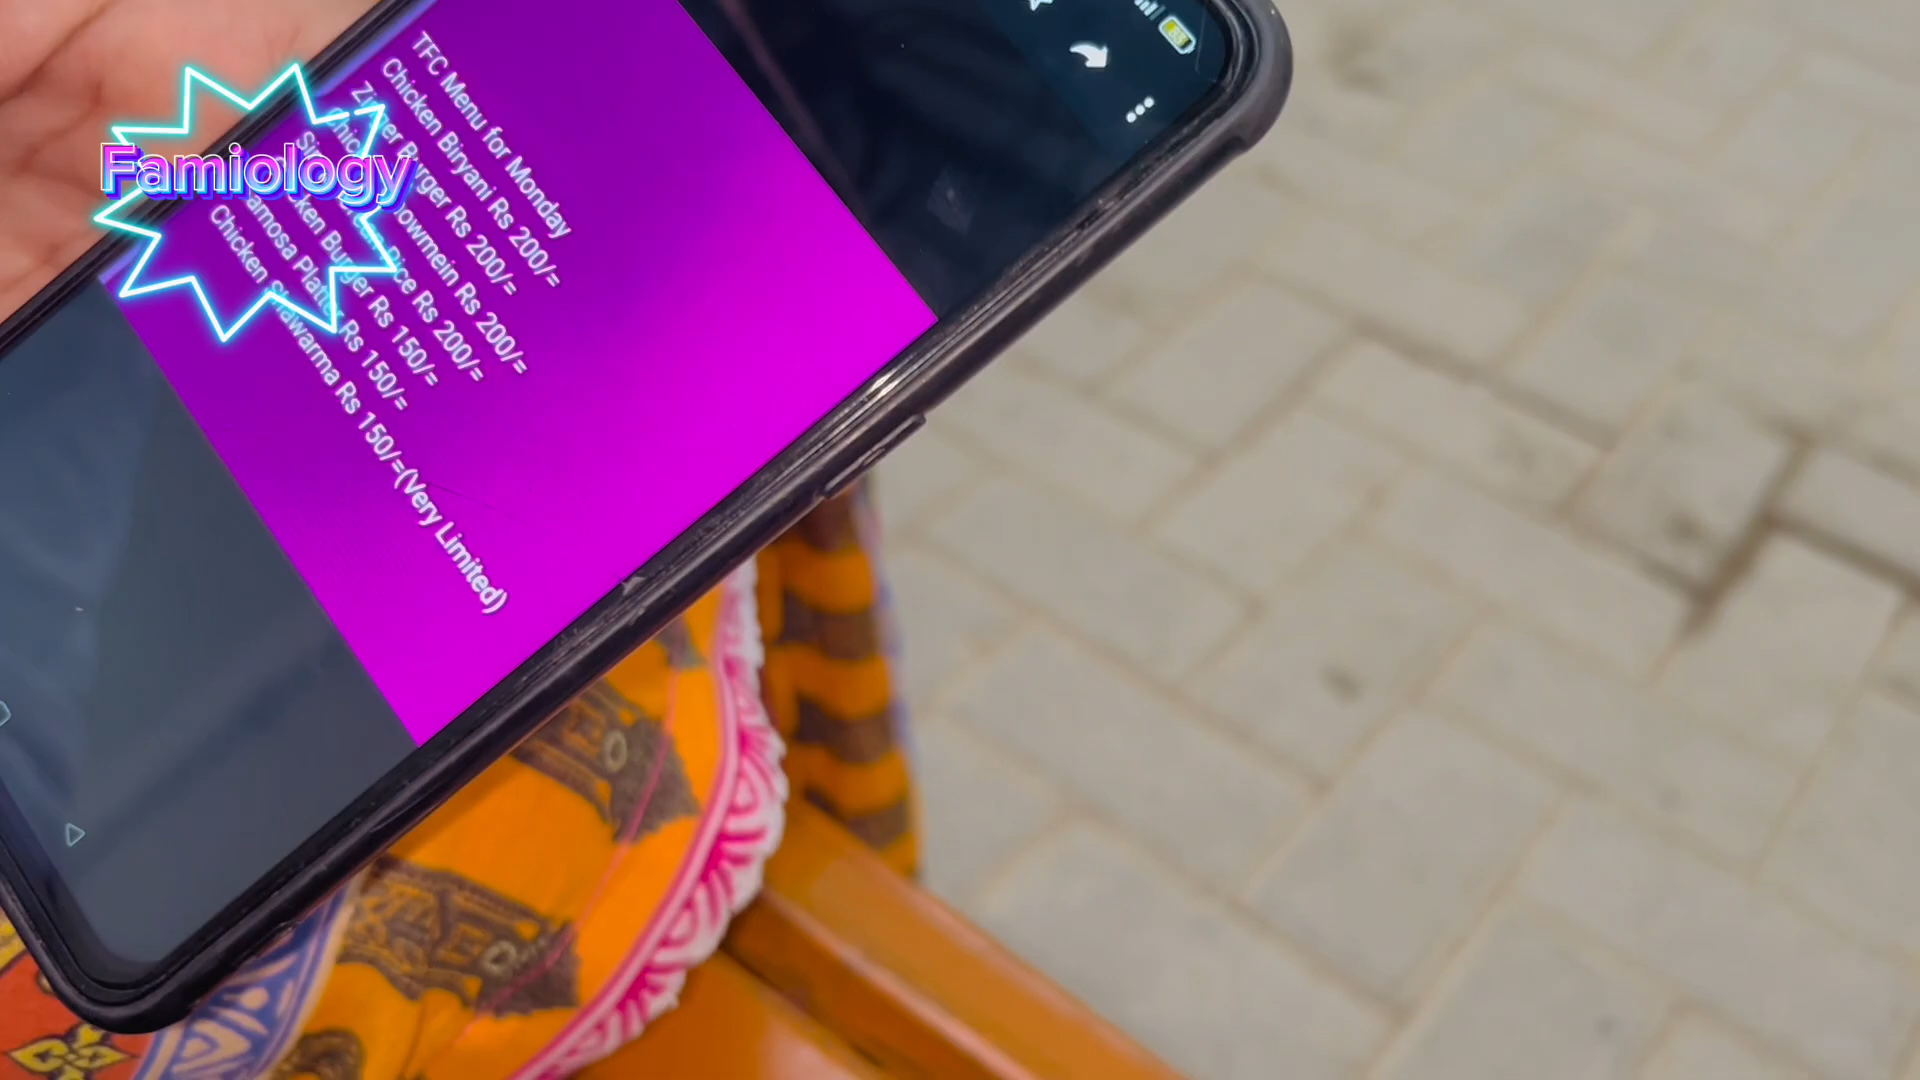 Famiology
TFC Menu for Monday
Chicken Biryani Rs 200/=
Zinger Burger Rs 200/=
Chowmein Rs 200/=
Rice Rs 200/=
Chicken Burger Rs 150/=
Samosa Platter Rs 150/=
Chicken Shawarma Rs 150/=(Very Limited)